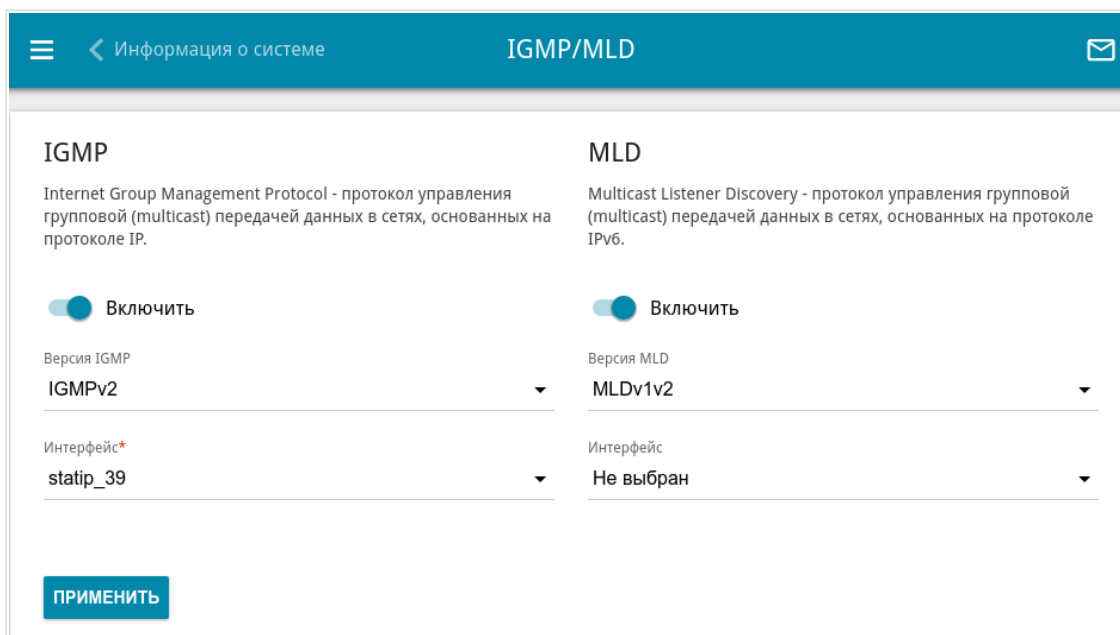 Информация о системе
IGMP/MLD
IGMP
Internet Group Management Protocol - протокол управления
групповой (multicast) передачей данных в сетях, основанных на
протоколе IP.
Включить
Версия IGMP
IGMPv2
Интерфейс*
statip_39
MLD
Multicast Listener Discovery - протокол управления групповой
(multicast) передачей данных в сетях, основанных на протоколе
IPv6.
Включить
Версия MLD
MLDv1v2
Интерфейс
Не выбран
ПРИМЕНИТЬ